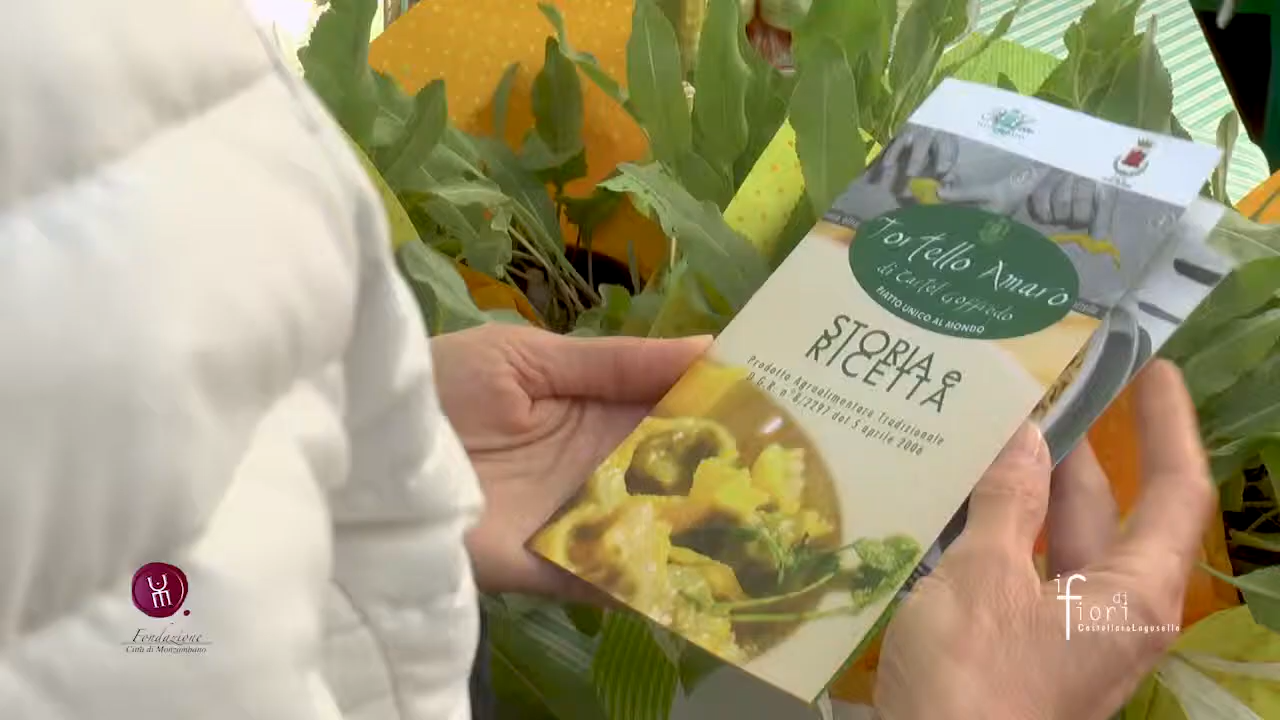 Tortello Amaro
di Castel Goffredo
PIATTO UNICO AL MONDO
STORIA e
RICETTA
Prodotto Agroalimentare Tradizionale
D.G.R. n°8/2297 del 5 aprile 2006
Fondazione
Città di Monzambano
i fiori di
CastellaroLagusello